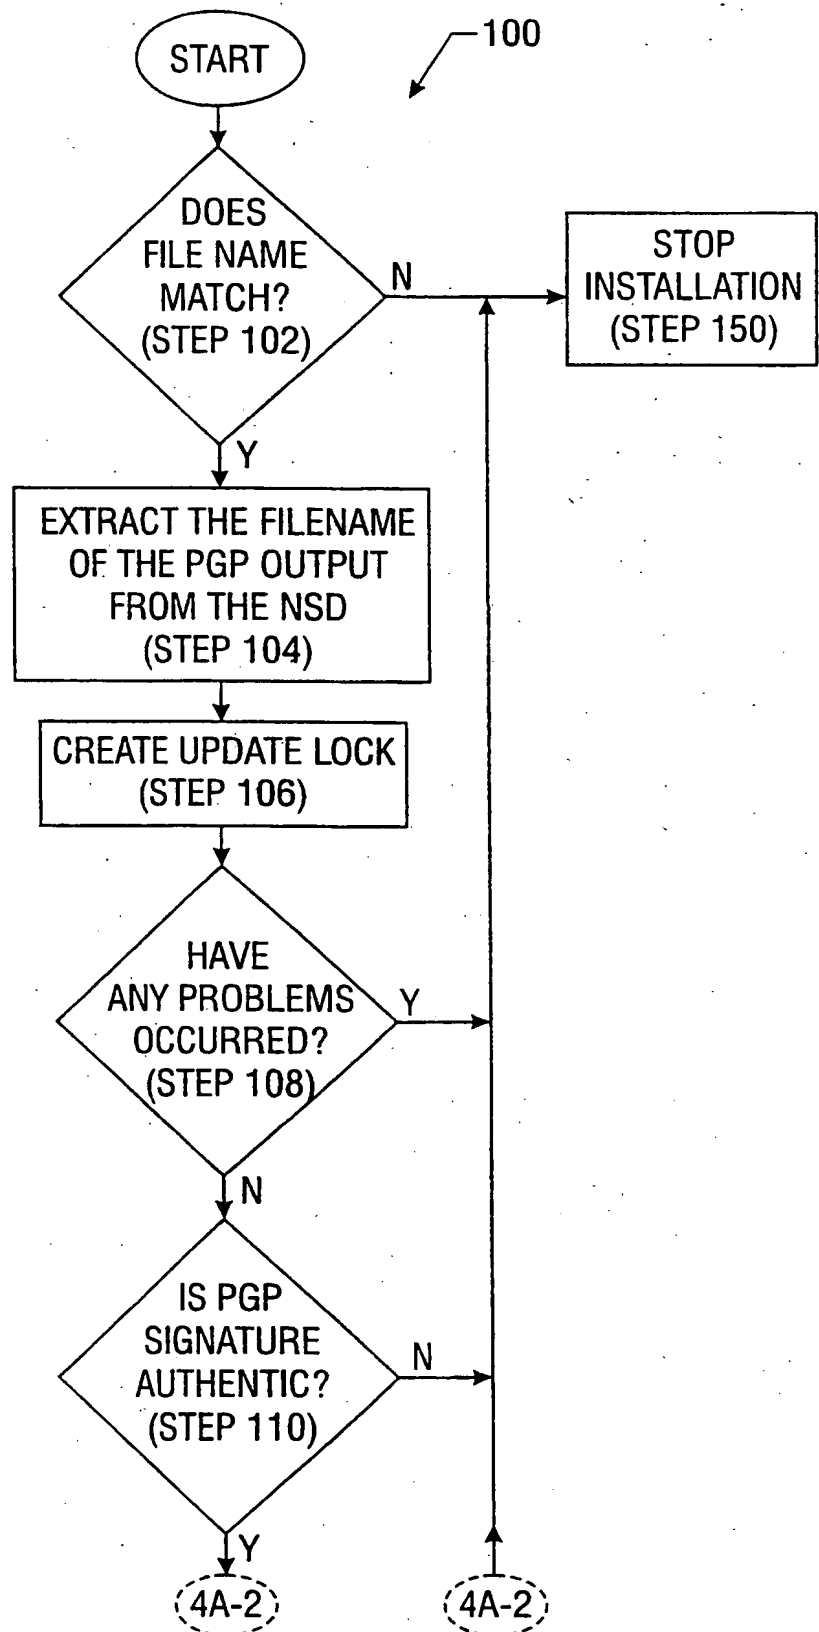 START
100
DOES
FILE NAME
MATCH?
(STEP 102)
N
STOP
INSTALLATION
(STEP 150)
Y
EXTRACT THE FILENAME
OF THE PGP OUTPUT
FROM THE NSD
(STEP 104)
CREATE UPDATE LOCK
(STEP 106)
HAVE
ANY PROBLEMS
OCCURRED?
(STEP 108)
Y
N
IS PGP
SIGNATURE
AUTHENTIC?
(STEP 110)
N
Y
4A-2
4A-2